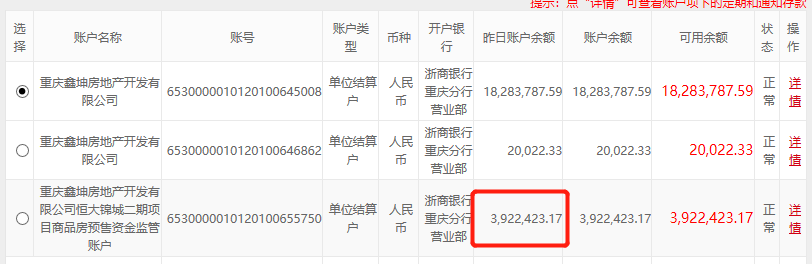 提示：点“详情”可查看账户项下的定期和通知存款
选择
账户名称
账号
账户类型
币种
开户银行
昨日账户余额
账户余额
可用余额
状态
操作
重庆鑫坤房地产开发有限公司
6530000010120100645008
单位结算户
人民币
浙商银行重庆分行营业部
18,283,787.59
18,283,787.59
18,283,787.59
正常
详情
重庆鑫坤房地产开发有限公司
6530000010120100646862
单位结算户
人民币
浙商银行重庆分行营业部
20,022.33
20,022.33
20,022.33
正常
详情
重庆鑫坤房地产开发有限公司恒大锦城二期项目商品房预售资金监管账户
6530000010120100655750
单位结算户
人民币
浙商银行重庆分行营业部
3,922,423.17
3,922,423.17
3,922,423.17
正常
详情